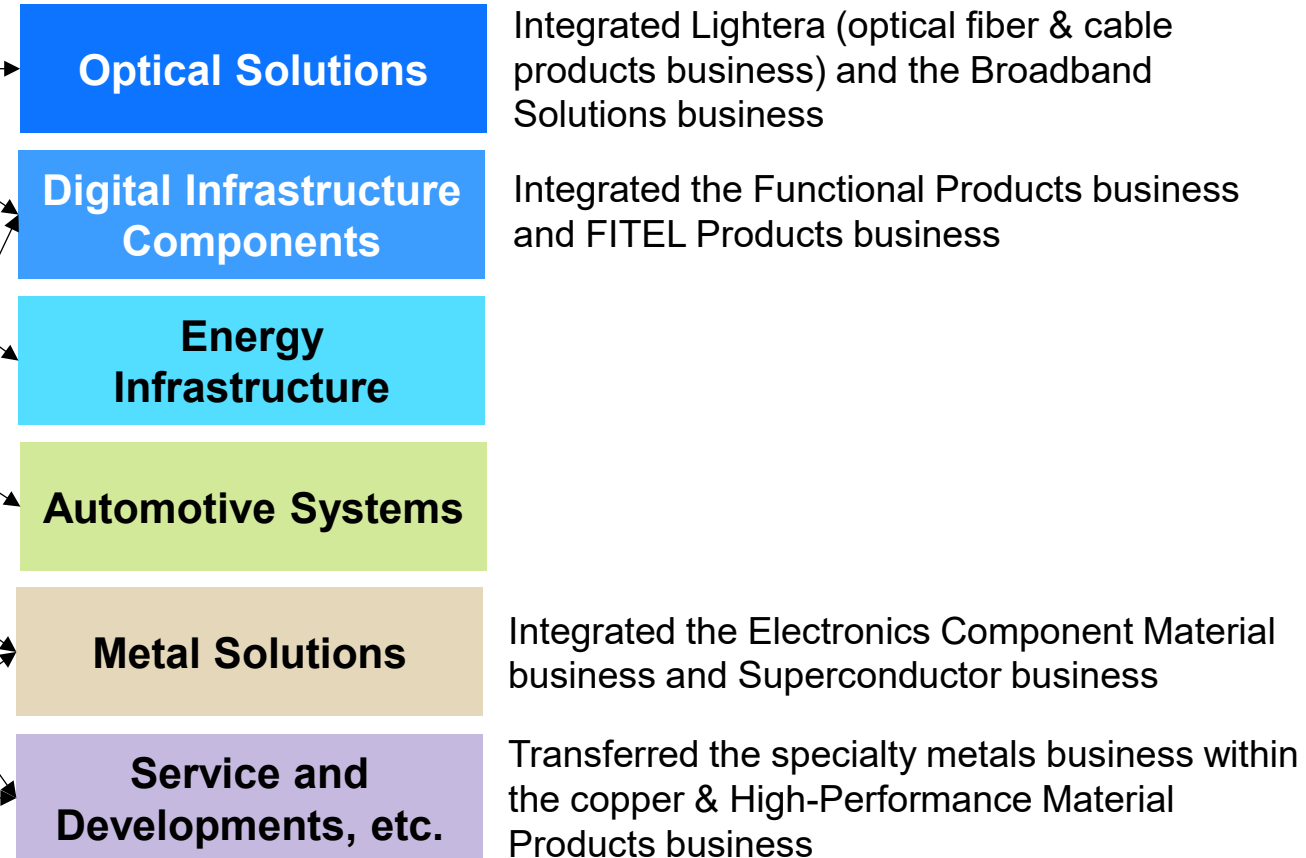 Optical Solutions
Integrated Lightera (optical fiber & cable
products business) and the Broadband
Solutions business
Digital Infrastructure
Components
Integrated the Functional Products business
and FITEL Products business
Energy
Infrastructure
Automotive Systems
Metal Solutions
Integrated the Electronics Component Material
business and Superconductor business
Service and
Developments, etc.
Transferred the specialty metals business within
the copper & High-Performance Material
Products business